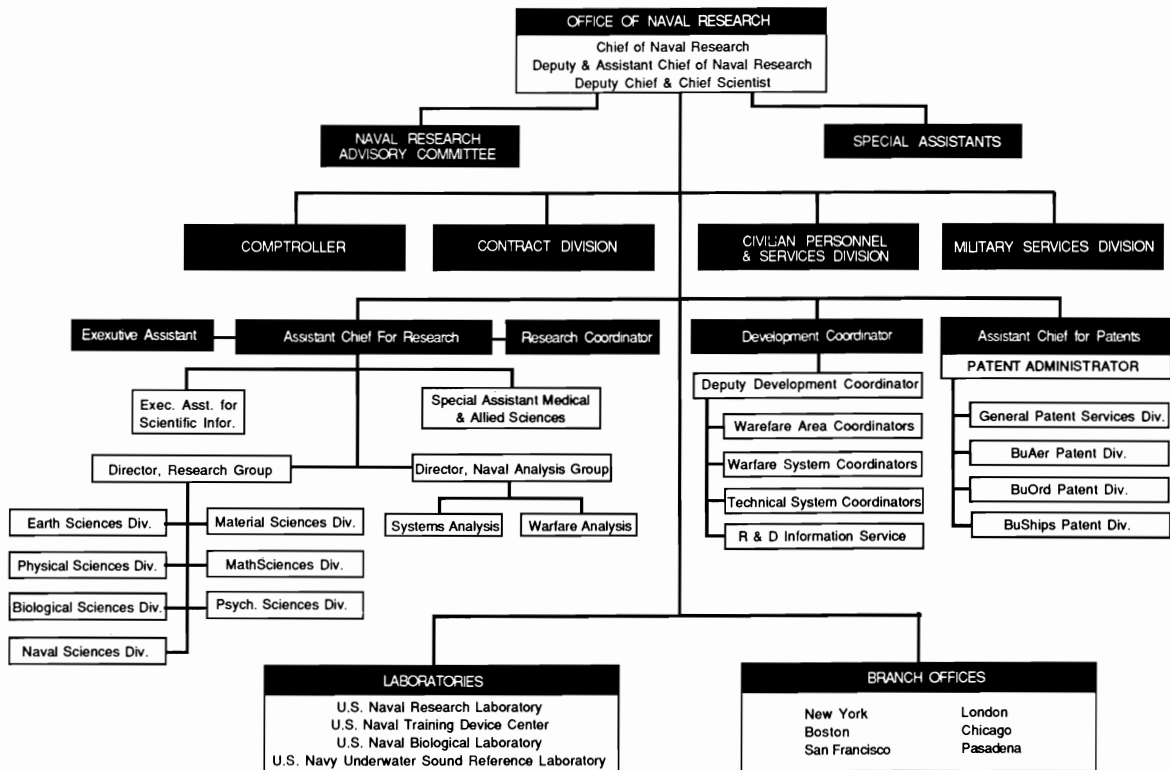 OFFICE OF NAVAL RESEARCH
Chief of Naval Research
Deputy & Assistant Chief of Naval Research
Deputy Chief & Chief Scientist
NAVAL RESEARCH
ADVISORY COMMITTEE
SPECIAL ASSISTANTS
COMPTROLLER
CONTRACT DIVISION
CIVILIAN PERSONNEL
& SERVICES DIVISION
MILITARY SERVICES DIVISION
Exexutive Assistant
Assistant Chief For Research
Research Coordinator
Development Coordinator
Assistant Chief for Patents
PATENT ADMINISTRATOR
Exec. Asst. for
Scientific Infor.
Special Assistant Medical
& Allied Sciences
Deputy Development Coordinator
Warefare Area Coordinators
Warfare System Coordinators
Technical System Coordinators
R & D Information Service
General Patent Services Div.
BuAer Patent Div.
BuOrd Patent Div.
BuShips Patent Div.
Director, Research Group
Director, Naval Analysis Group
Systems Analysis
Warfare Analysis
Earth Sciences Div.
Material Sciences Div.
Physical Sciences Div.
MathSciences Div.
Biological Sciences Div.
Psych. Sciences Div.
Naval Sciences Div.
LABORATORIES
U.S. Naval Research Laboratory
U.S. Naval Training Device Center
U.S. Naval Biological Laboratory
U.S. Navy Underwater Sound Reference Laboratory
BRANCH OFFICES
New York
Boston
San Francisco
London
Chicago
Pasadena